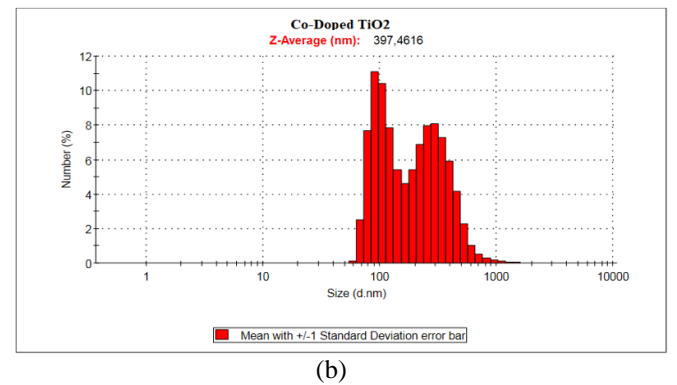 Co-Doped TiO2
Z-Average (nm): 397,4616
12
10
8
6
4
2
0
Number (%)
1 10 100 1000 10000
Size (d.nm)
Mean with +/-1 Standard Deviation error bar
(b)